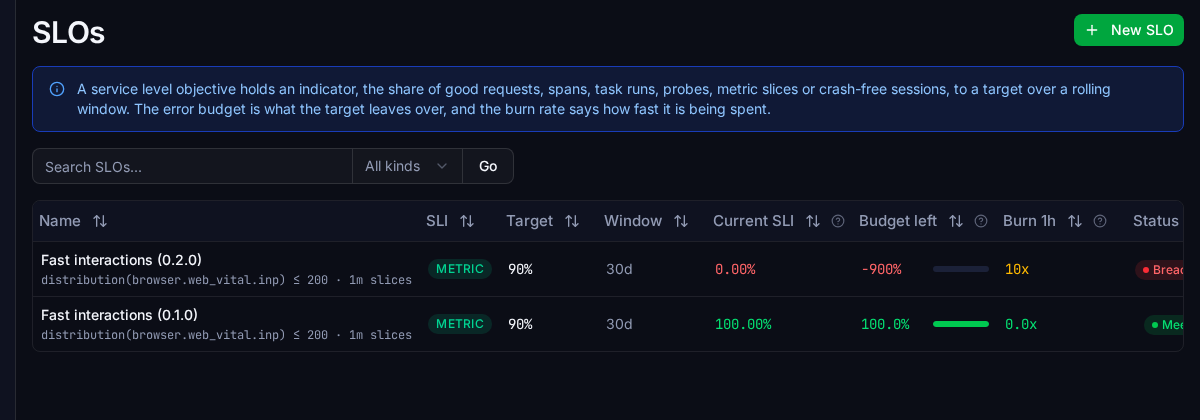 SLOs
New SLO
A service level objective holds an indicator, the share of good requests, spans, task runs, probes, metric slices or crash-free sessions, to a target over a rolling
window. The error budget is what the target leaves over, and the burn rate says how fast it is being spent.
Search SLOs... All kinds Go
Name SLI Target Window Current SLI Budget left Burn 1h Status
Fast interactions (0.2.0)
distribution(browser.web_vital.inp) ≤ 200 · 1m slices METRIC 90% 30d 0.00% -900% 10x
Fast interactions (0.1.0)
distribution(browser.web_vital.inp) ≤ 200 · 1m slices METRIC 90% 30d 100.00% 100.0% 0.0x